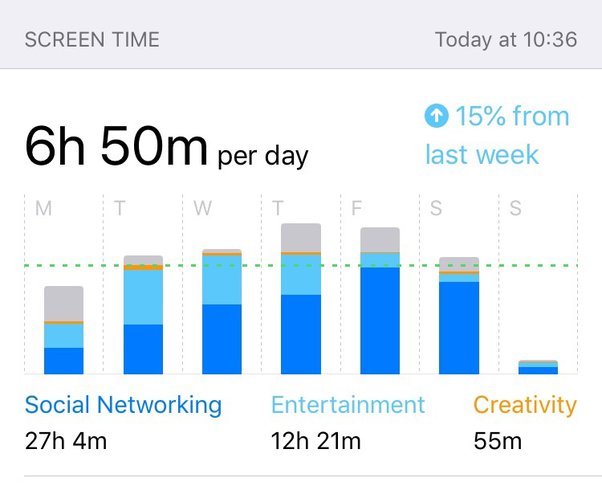 SCREEN TIME Today at 10:36
6h 50m per day 15% from
last week
M T W T F S S
Social Networking Entertainment Creativity
27h 4m 12h 21m 55m